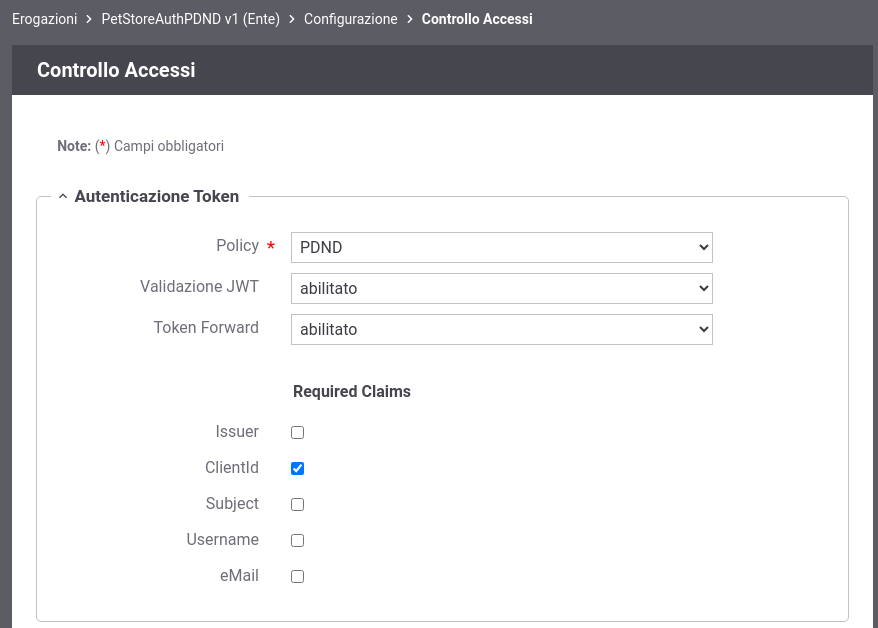 Erogazioni > PetStoreAuthPDND v1 (Ente) > Configurazione > Controllo Accessi
Controllo Accessi
Note: (*) Campi obbligatori
Autenticazione Token
Policy * PDND
Validazione JWT abilitato
Token Forward abilitato
Required Claims
Issuer
ClientId
Subject
Username
eMail